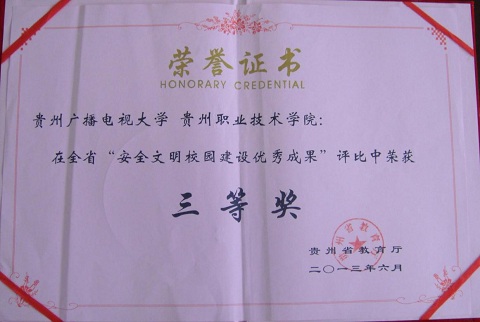 荣誉证书
HONORARY CREDENTIAL
贵州广播电视大学 贵州职业技术学院:
在全省“安全文明校园建设优秀成果”评比中荣获
三等奖
贵州省教育厅
二〇一三年六月